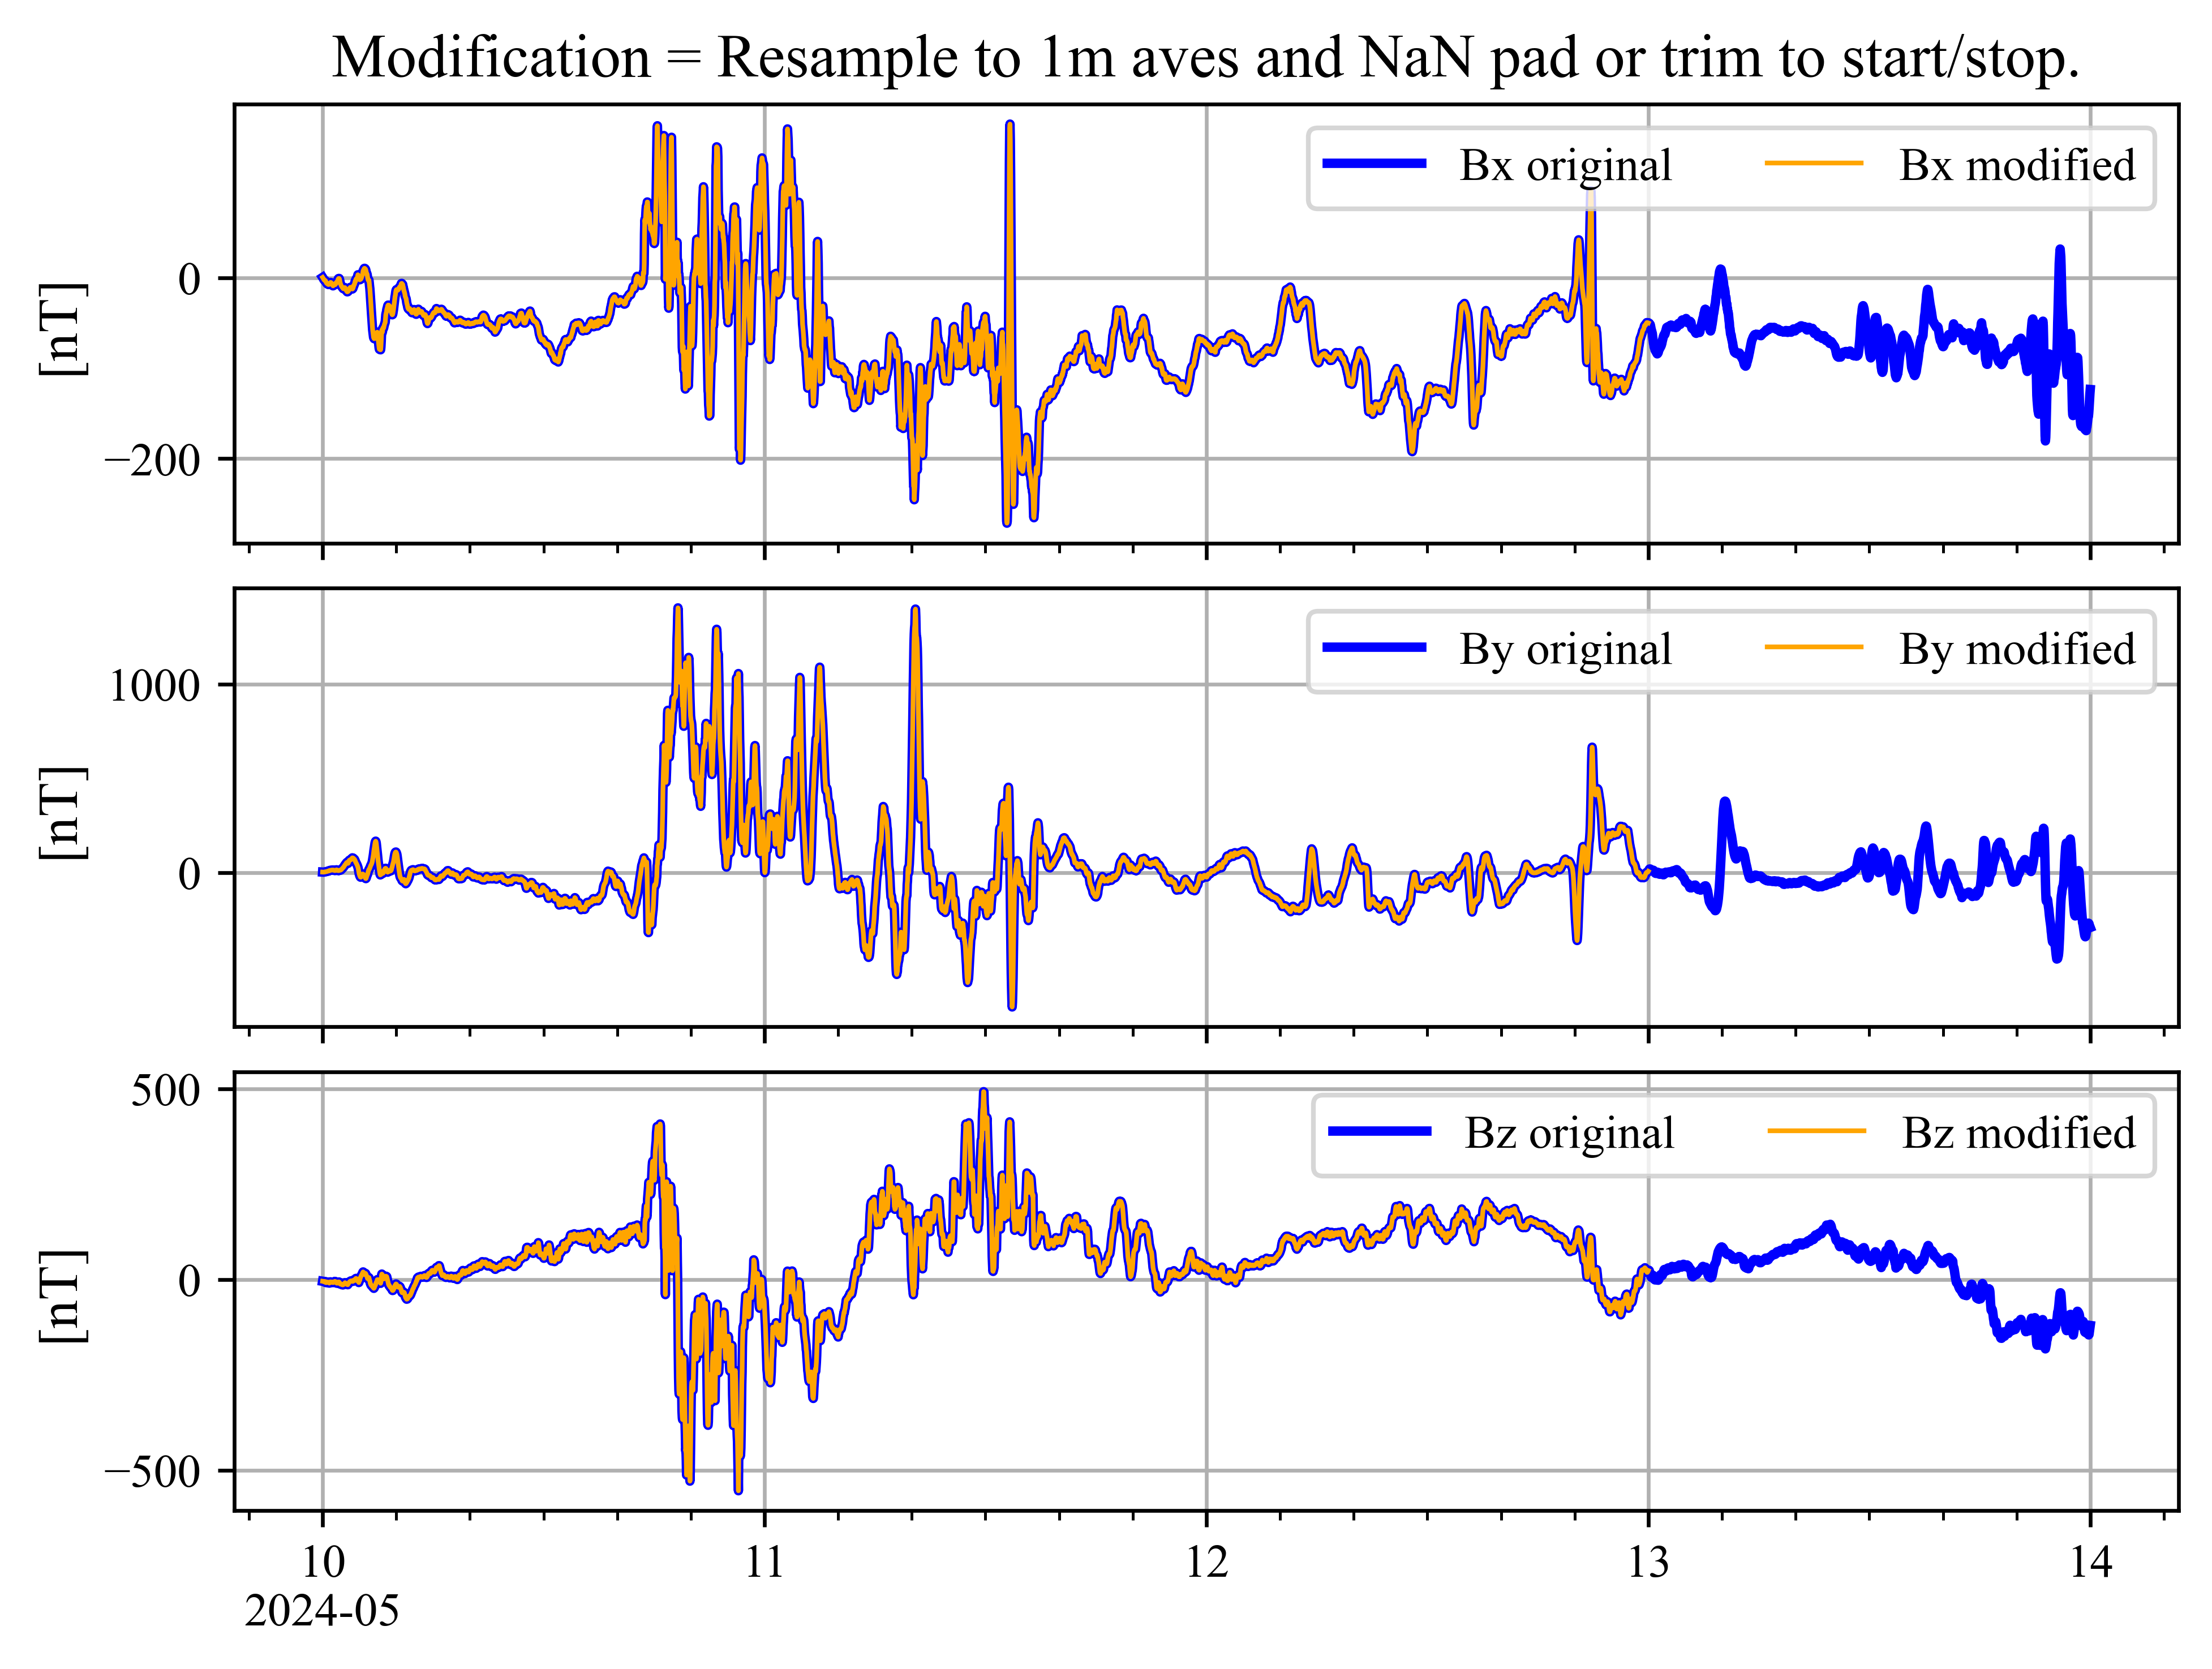 Modification = Resample to 1m aves and NaN pad or trim to start/stop.
Bx original Bx modified
0
−200
[nT]
By original By modified
1000
0
[nT]
500
Bz original Bz modified
0
−500
[nT]
10 11 12 13 14
2024-05